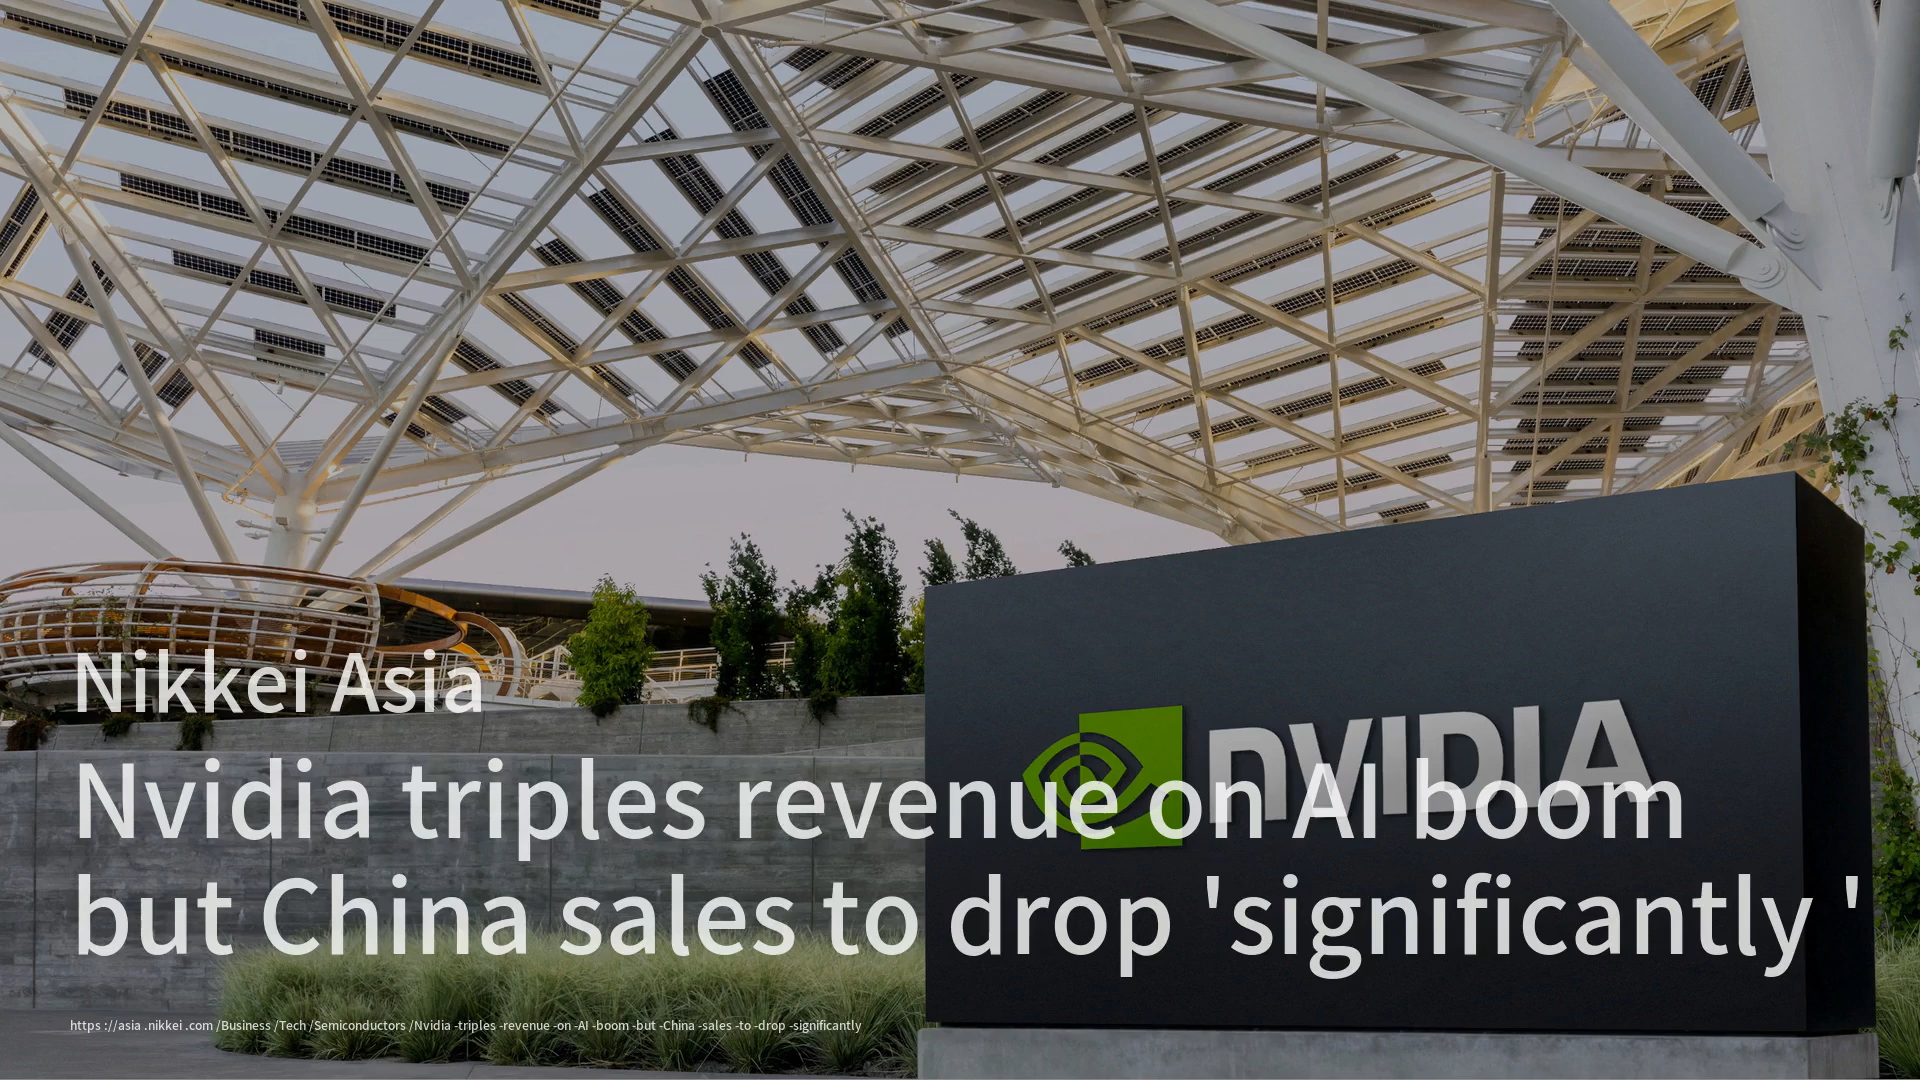 NVIDIA
Nikkei Asia
Nvidia triples revenue on AI boom
but China sales to drop 'significantly '
https ://asia .nikkei .com /Business /Tech /Semiconductors /Nvidia -triples -revenue -on -AI -boom -but -China -sales -to -drop -significantly